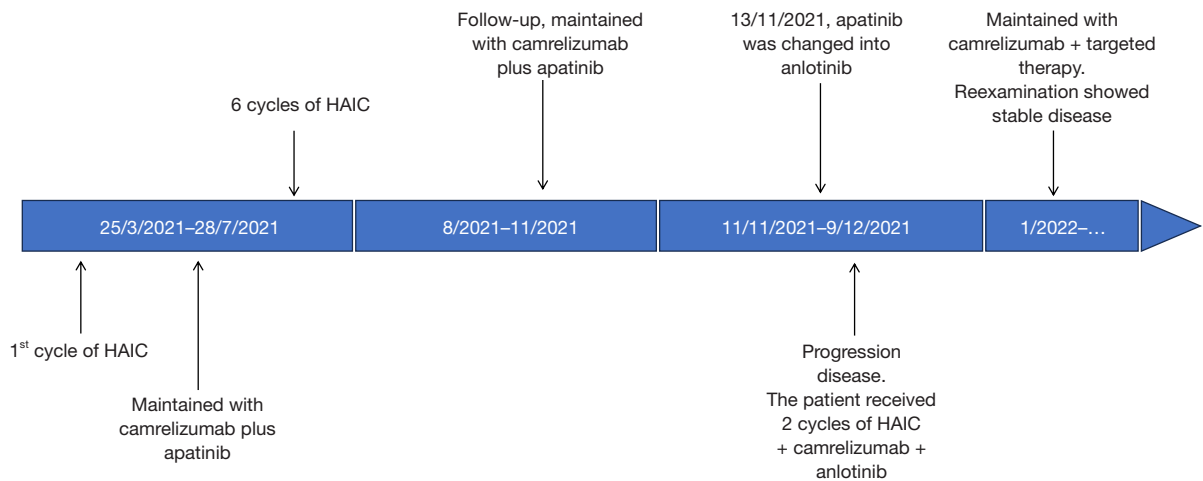 Follow-up, maintained
with camrelizumab
plus apatinib
13/11/2021, apatinib
was changed into
anlotinib
Maintained with
camrelizumab + targeted
therapy.
Reexamination showed
stable disease
6 cycles of HAIC
25/3/2021–28/7/2021
8/2021–11/2021
11/11/2021–9/12/2021
1/2022–…
1st cycle of HAIC
Maintained with
camrelizumab plus
apatinib
Progression
disease.
The patient received
2 cycles of HAIC
+ camrelizumab +
anlotinib